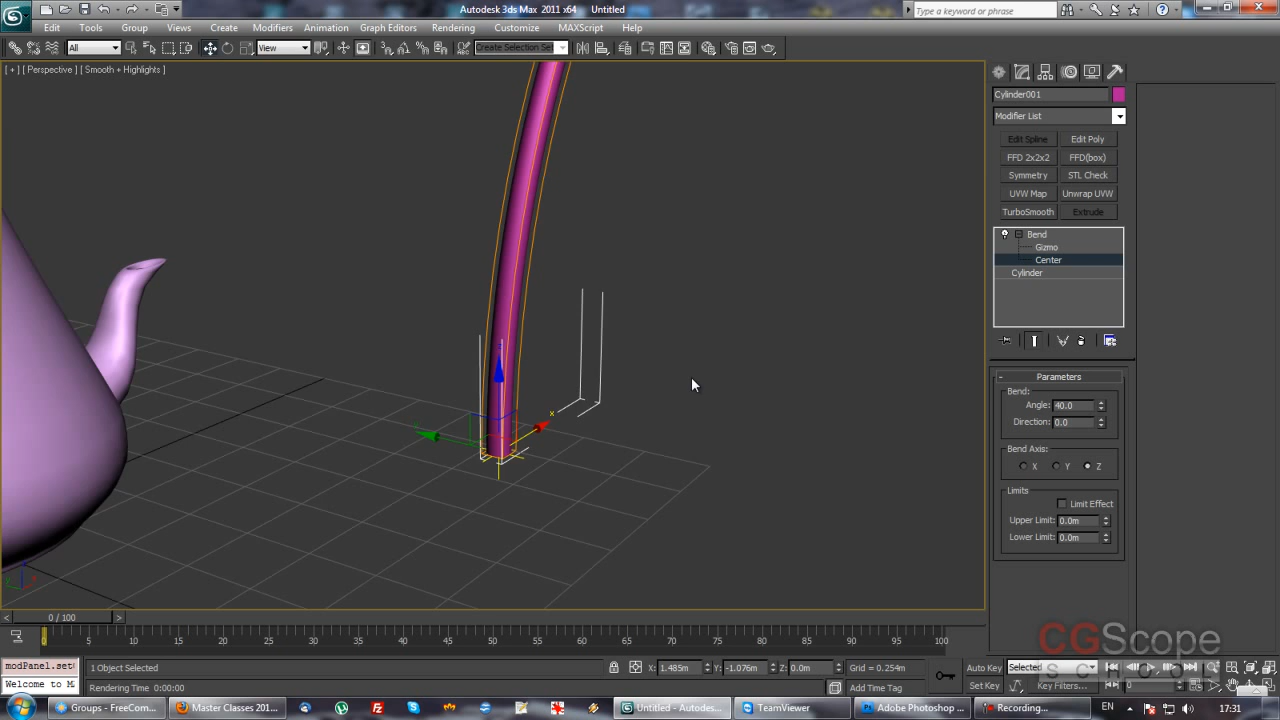 Autodesk 3ds Max 2011 x64 Untitled
Type a keyword or phrase
Edit Tools Group Views Create Modifiers Animation Graph Editors Rendering Customize MAXScript Help
All View Create Selection Set
[ + ] [ Perspective ] [ Smooth + Highlights ]
Cylinder001
Modifier List
Edit Spline Edit Poly
FFD 2x2x2 FFD(box)
Symmetry STL Check
UVW Map Unwrap UVW
TurboSmooth Extrude
Bend
Gizmo
Center
Cylinder
x
- Parameters
Bend:
Angle: 40.0
Direction: 0.0
Bend Axis:
X Y Z
Limits
Limit Effect
Upper Limit: 0.0m
Lower Limit: 0.0m
< 0 / 100 >
0 5 10 15 20 25 30 35 40 45 50 55 60 65 70 75 80 85 90 95 100
CGScope
SCHOOL
modPanel.set
1 Object Selected X: 1.485m Y: -1.076m Z: 0.0m Grid = 0.254m Auto Key Selected
Welcome to M
Rendering Time 0:00:00 Add Time Tag Set Key Key Filters... 0
Groups - FreeCom... Master Classes 201... Untitled - Autodes... TeamViewer Adobe Photoshop ... Recording... EN 17:31